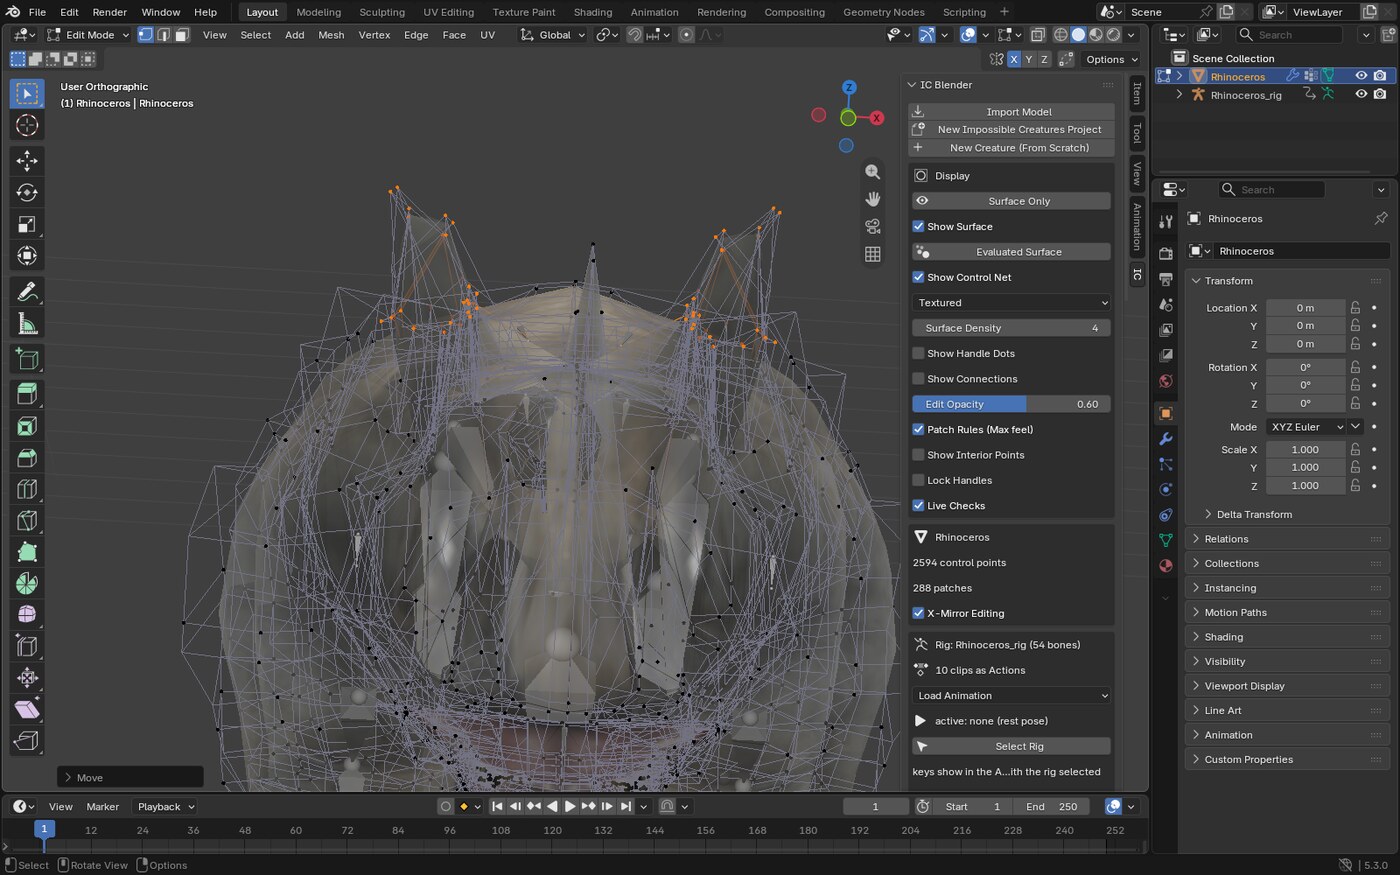 File Edit Render Window Help Layout Modeling Sculpting UV Editing Texture Paint Shading Animation Rendering Compositing Geometry Nodes Scripting + Scene ViewLayer
Edit Mode View Select Add Mesh Vertex Edge Face UV Global Search
X Y Z Options
User Orthographic
(1) Rhinoceros | Rhinoceros
Z
X
IC Blender
Import Model
New Impossible Creatures Project
New Creature (From Scratch)
Display
Surface Only
Show Surface
Evaluated Surface
Show Control Net
Textured
Surface Density 4
Show Handle Dots
Show Connections
Edit Opacity 0.60
Patch Rules (Max feel)
Show Interior Points
Lock Handles
Live Checks
Rhinoceros
2594 control points
288 patches
X-Mirror Editing
Rig: Rhinoceros_rig (54 bones)
10 clips as Actions
Load Animation
active: none (rest pose)
Select Rig
keys show in the A...ith the rig selected
Item
Tool
View
Animation
IC
Move
Scene Collection
Rhinoceros
Rhinoceros_rig
Search
Rhinoceros
Rhinoceros
Transform
Location X 0 m
Y 0 m
Z 0 m
Rotation X 0°
Y 0°
Z 0°
Mode XYZ Euler
Scale X 1.000
Y 1.000
Z 1.000
Delta Transform
Relations
Collections
Instancing
Motion Paths
Shading
Visibility
Viewport Display
Line Art
Animation
Custom Properties
View Marker Playback 1 Start 1 End 250
1 12 24 36 48 60 72 84 96 108 120 132 144 156 168 180 192 204 216 228 240 252
Select Rotate View Options 5.3.0